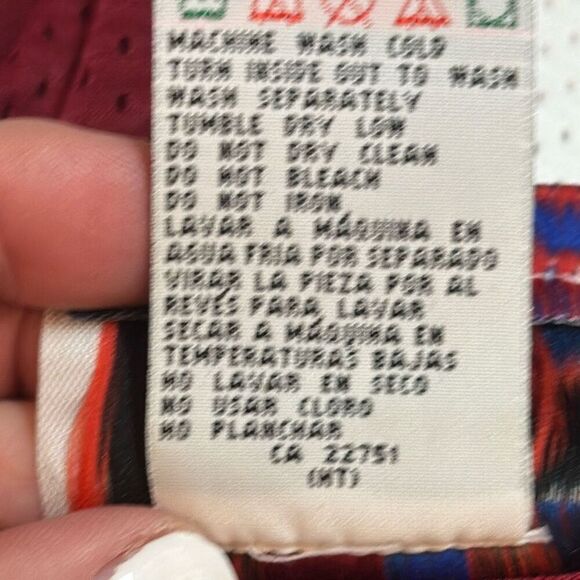 MACHINE WASH COLD
TURN INSIDE OUT TO WASH
WASH SEPARATELY
TUMBLE DRY LOW
DO NOT DRY CLEAN
DO NOT BLEACH
DO NOT IRON
LAVAR A MÁQUINA EN
AGUA FRIA POR SEPARADO
VIRAR LA PIEZA POR AL
REVÉS PARA LAVAR
SECAR A MÁQUINA EN
TEMPERATURAS BAJAS
NO LAVAR EN SECO
NO USAR CLORO
NO PLANCHAR
CA 22751
(HT)